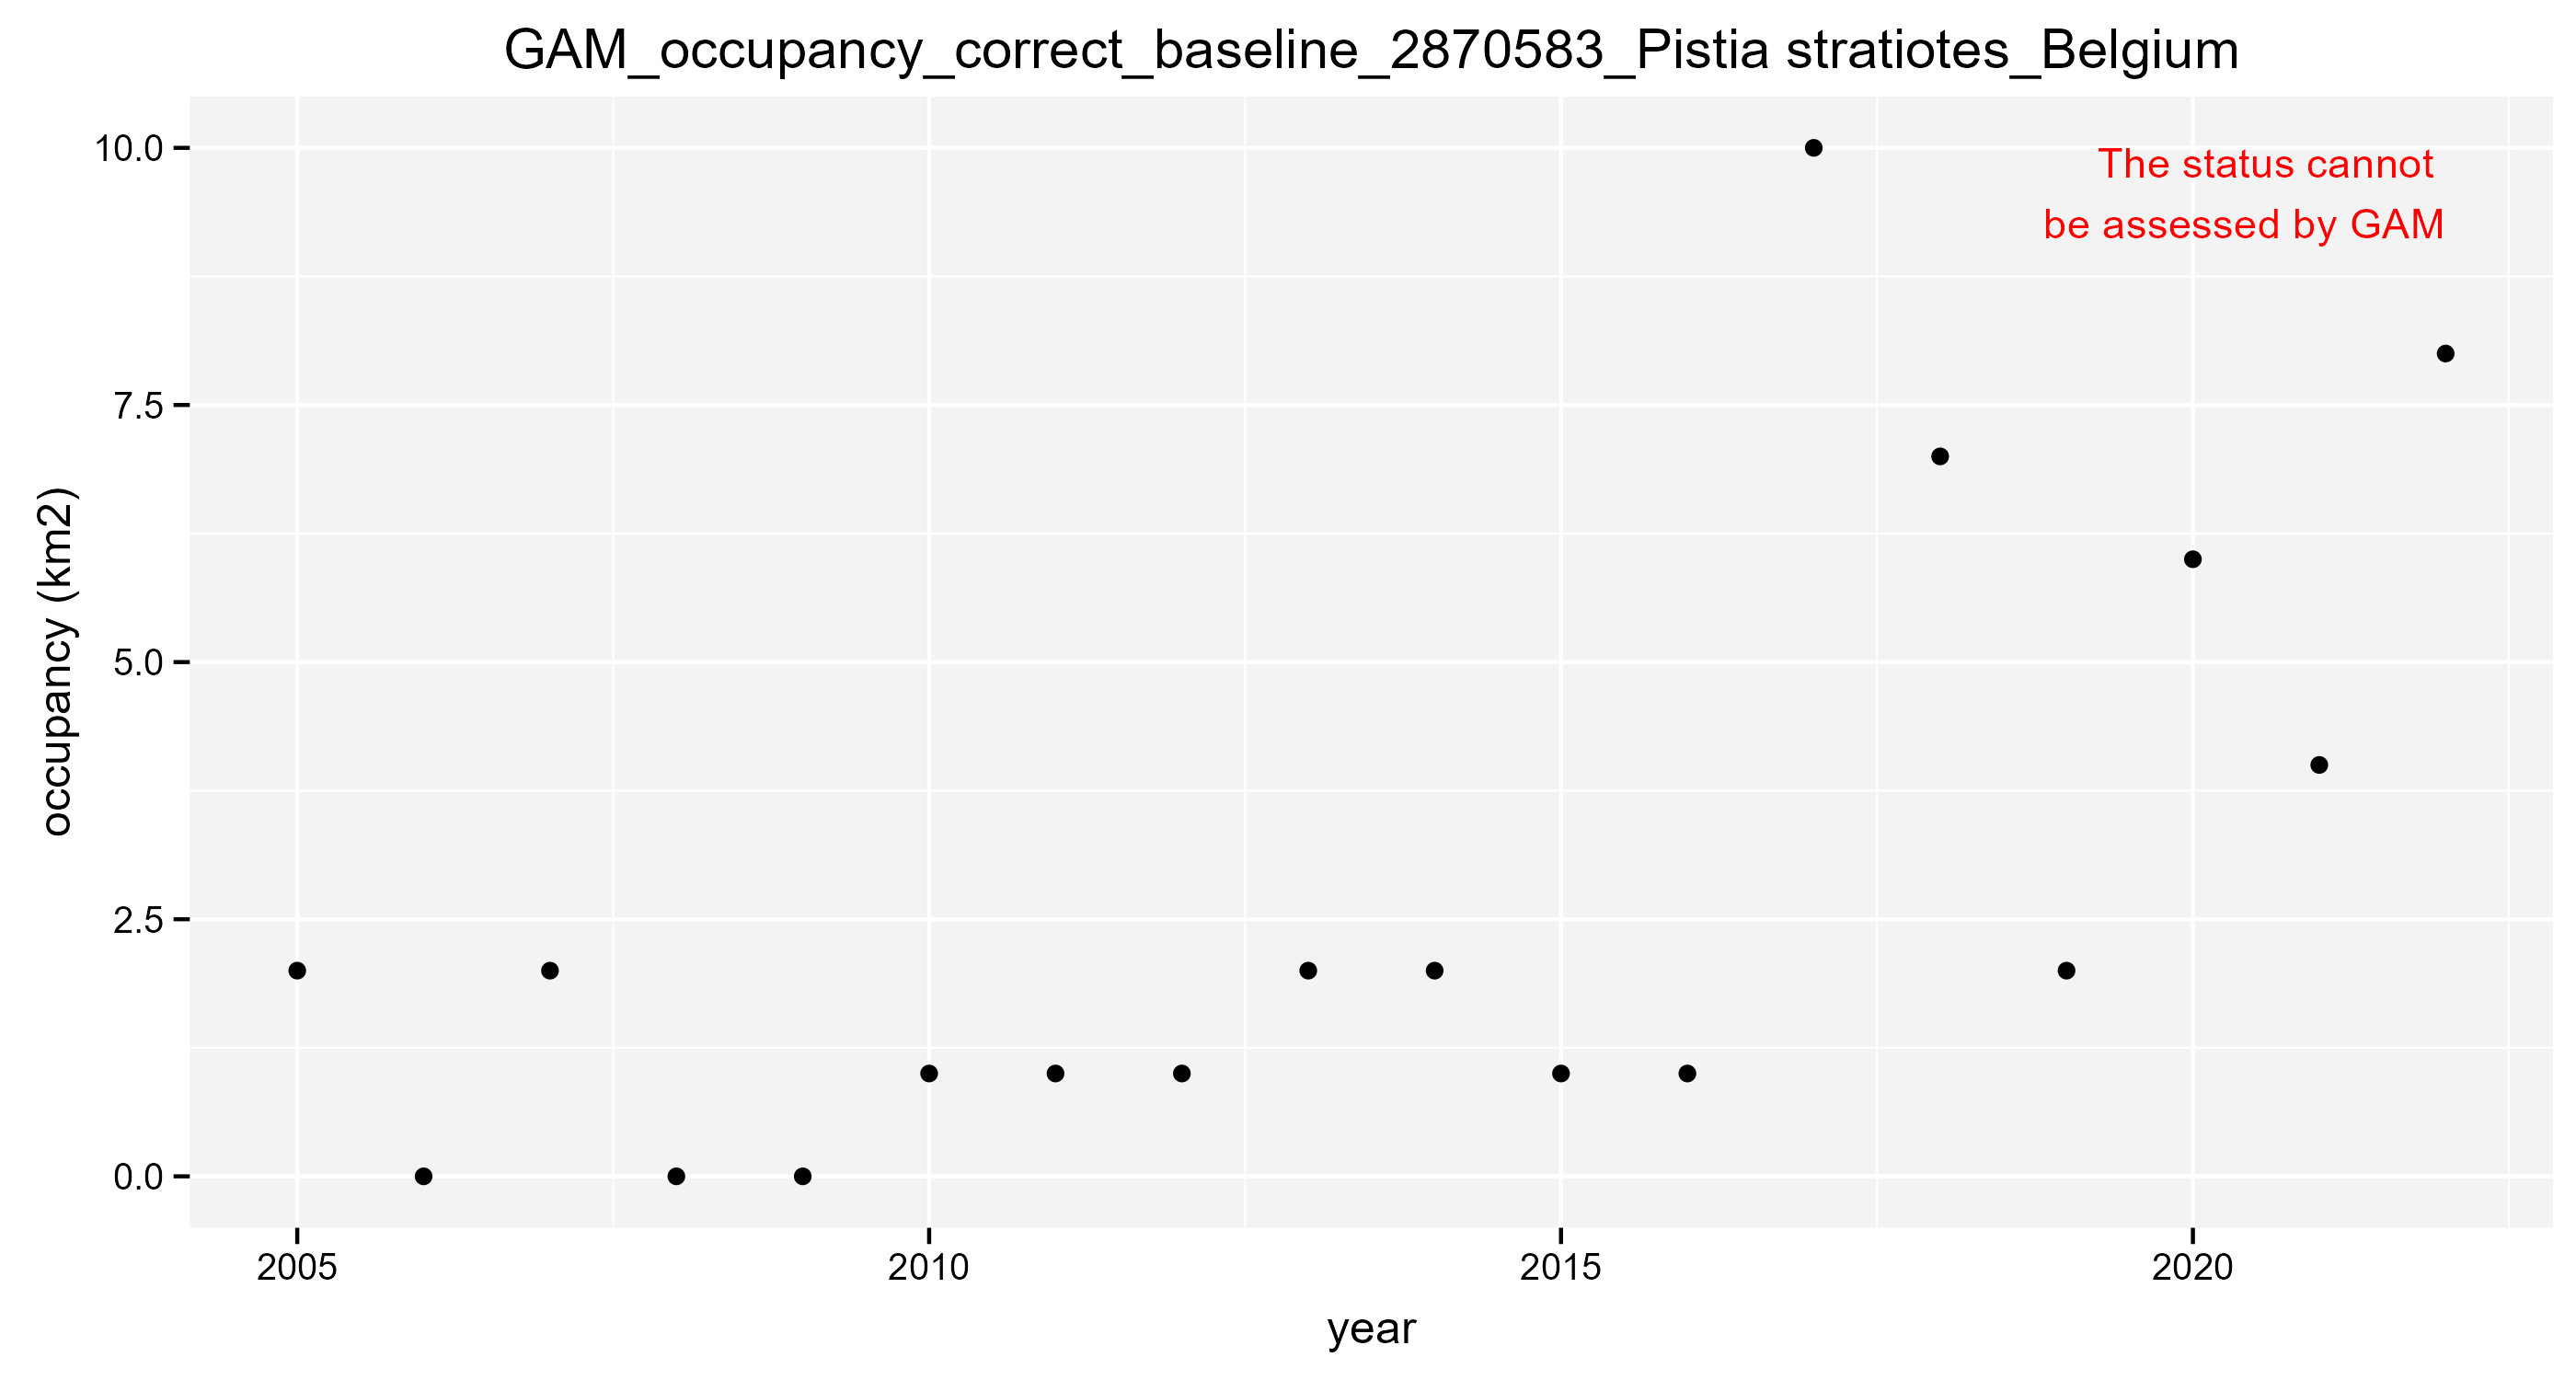 GAM_occupancy_correct_baseline_2870583_Pistia stratiotes_Belgium
The status cannot
be assessed by GAM
10.0
7.5
5.0
2.5
0.0
occupancy (km2)
2005
2010
2015
2020
year